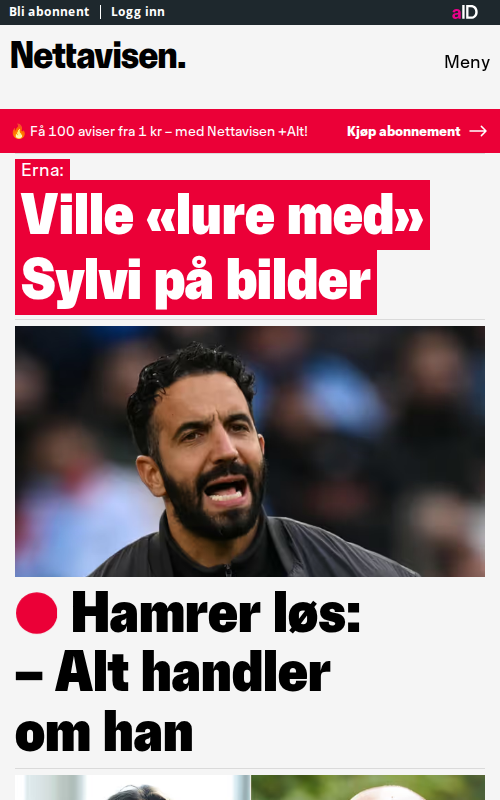 Bli abonnent | Logg inn
aID
Nettavisen.
Meny
🔥 Få 100 aviser fra 1 kr – med Nettavisen +Alt!
Kjøp abonnement →
Erna:
Ville «lure med»
Sylvi på bilder
Hamrer løs:
– Alt handler
om han